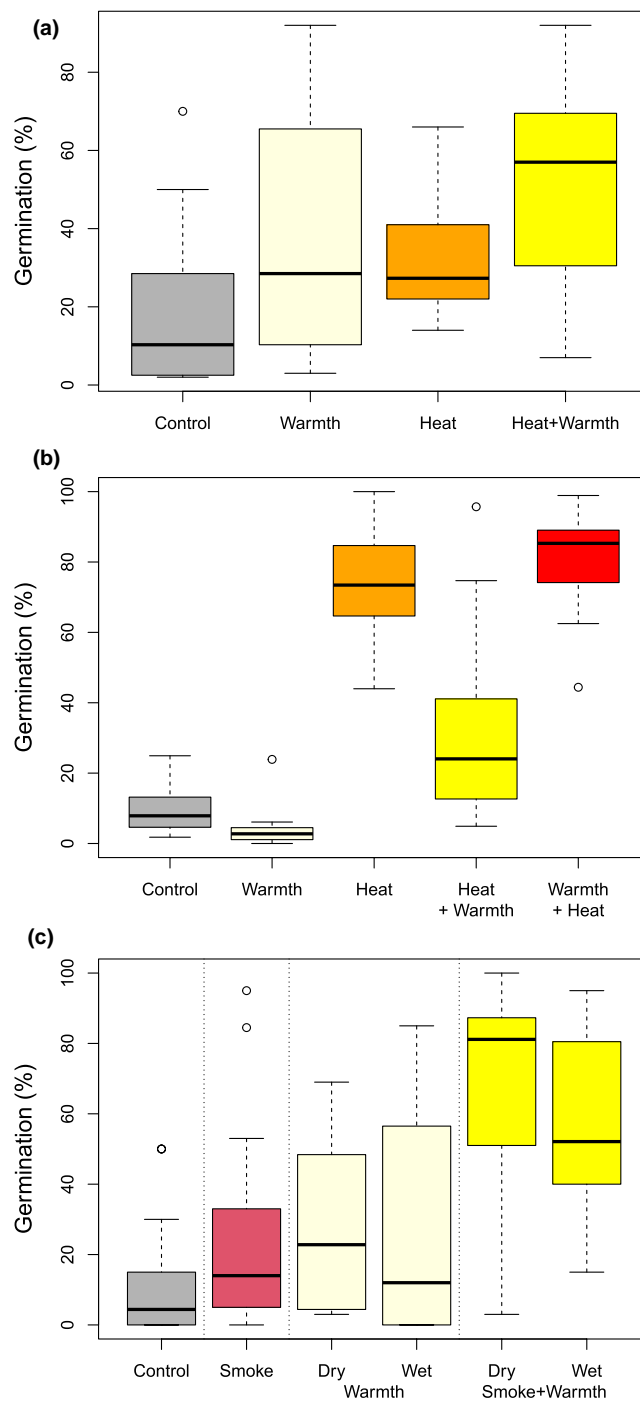 (a)
Germination (%)
80
60
40
20
0
Control Warmth Heat Heat+Warmth
(b)
Germination (%)
100
80
60
40
20
0
Control Warmth Heat Heat Warmth
+ Warmth + Heat
(c)
Germination (%)
100
80
60
40
20
0
Control Smoke Dry Wet Dry Wet
Warmth Smoke+Warmth